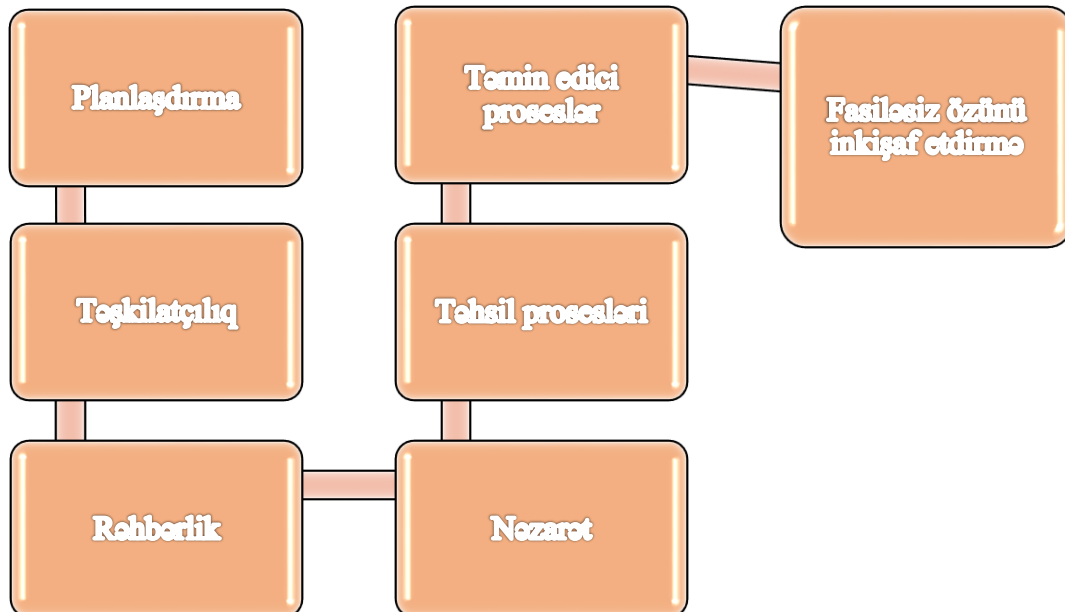 Planlaşdırma
Təşkilatçılıq
Rəhbərlik
Nəzarət
Təhsil prosesləri
Təmin edici
proseslər
Fasiləsiz özünü
inkişaf etdirmə